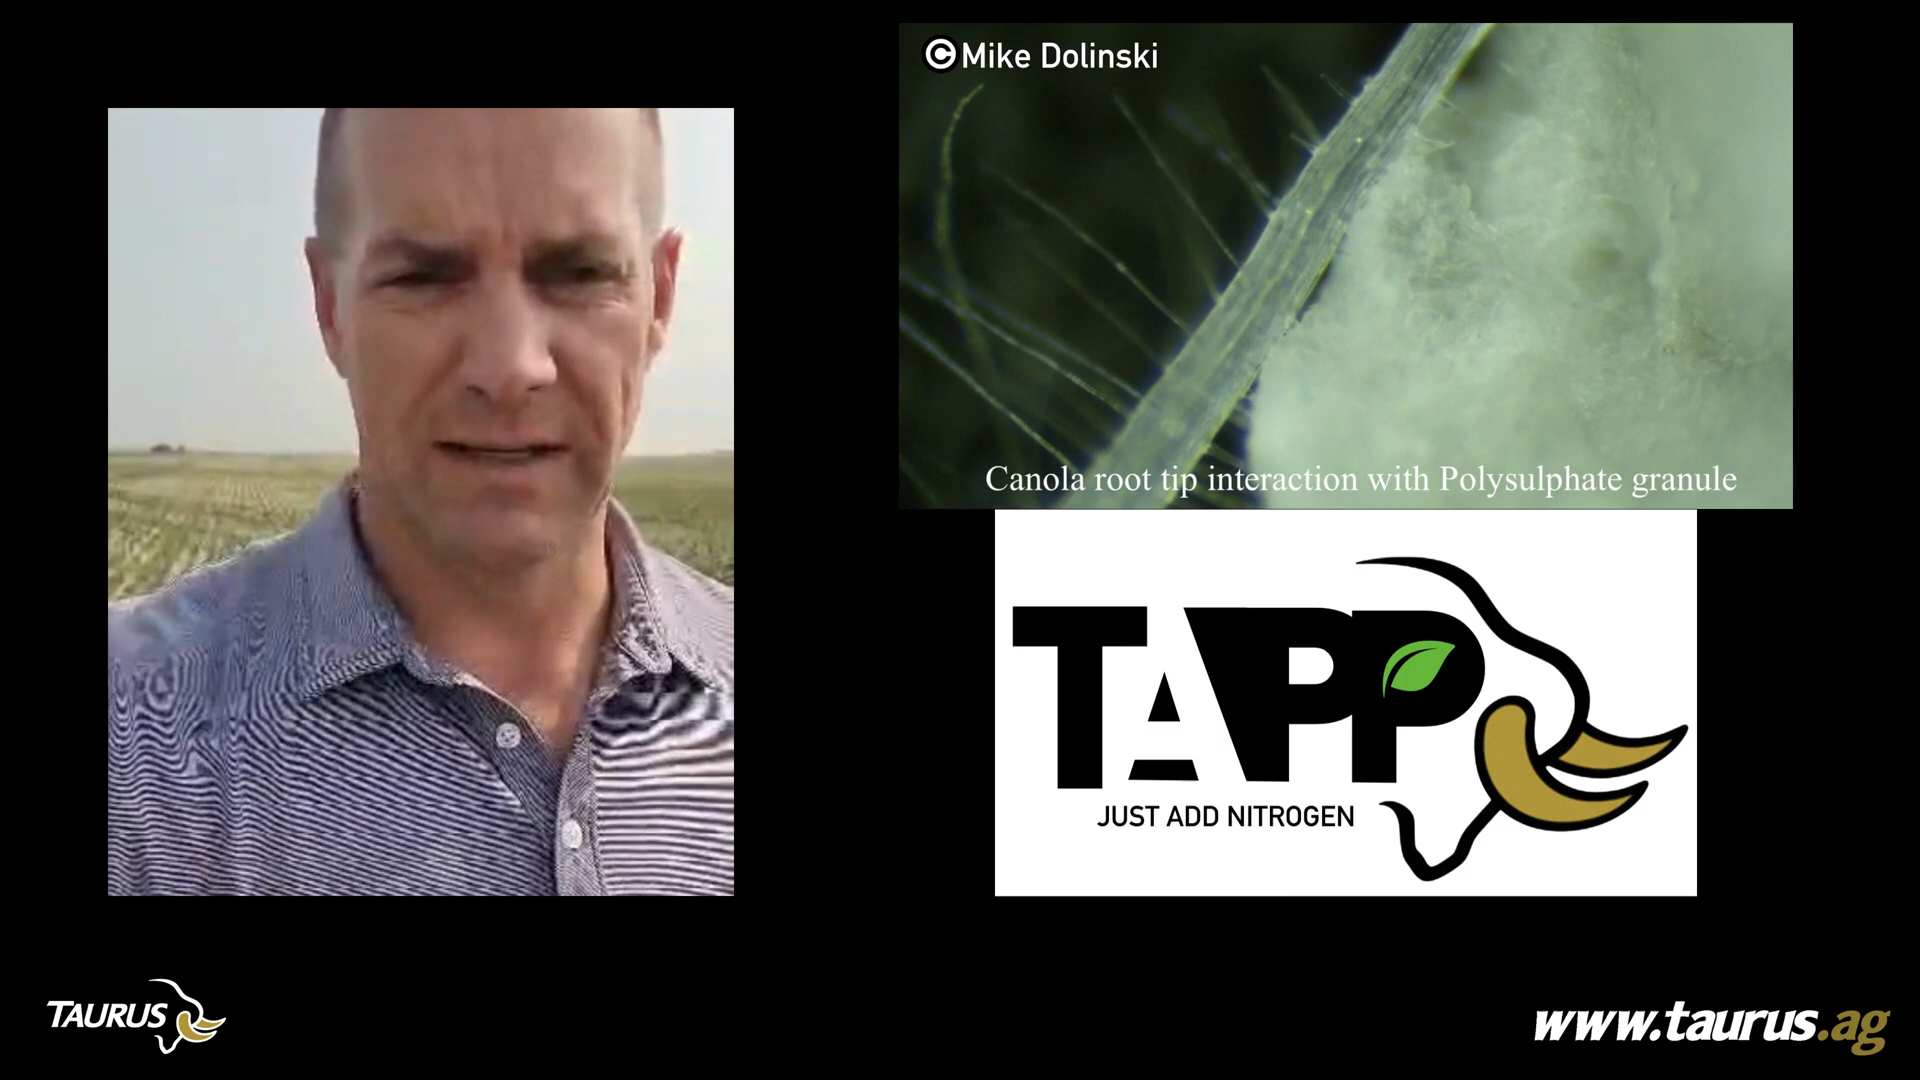 ©Mike Dolinski
Canola root tip interaction with Polysulphate granule
TAPP
JUST ADD NITROGEN
TAURUS
www.taurus.ag